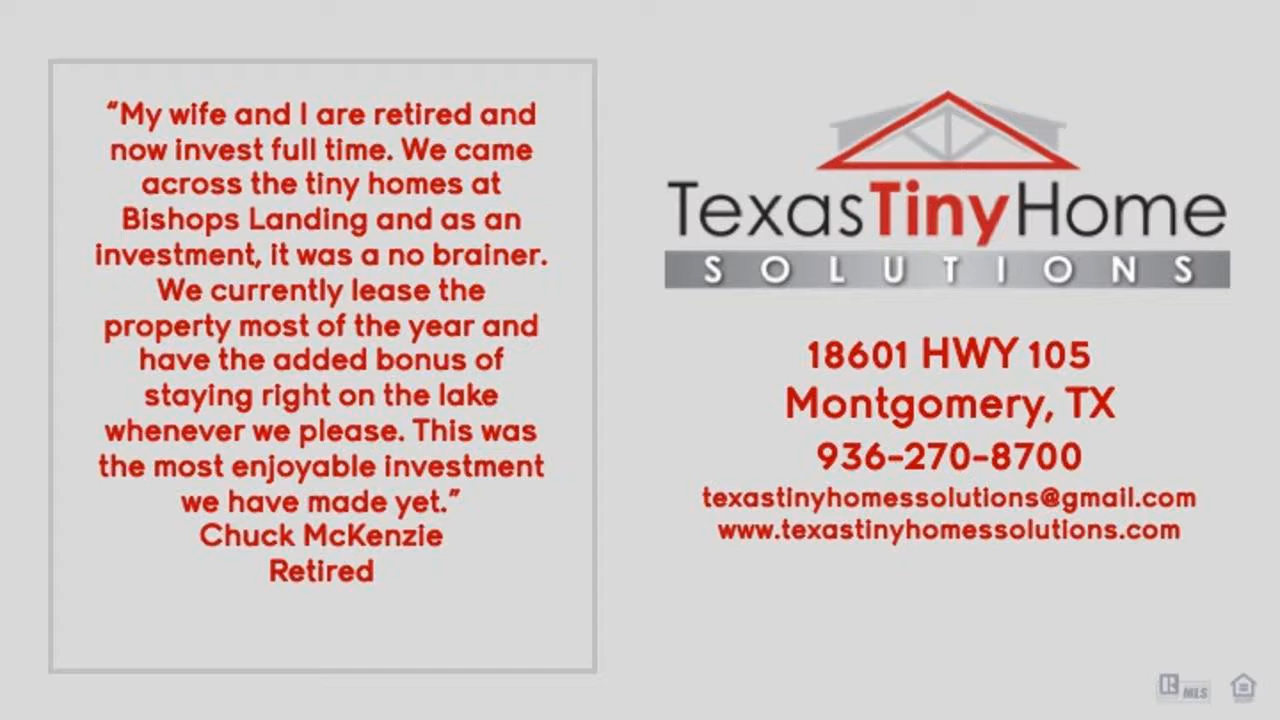 “My wife and I are retired and
now invest full time. We came
across the tiny homes at
Bishops Landing and as an
investment, it was a no brainer.
We currently lease the
property most of the year and
have the added bonus of
staying right on the lake
whenever we please. This was
the most enjoyable investment
we have made yet.”
Chuck McKenzie
Retired
TexasTinyHome
SOLUTIONS
18601 HWY 105
Montgomery, TX
936-270-8700
texastinyhomessolutions@gmail.com
www.texastinyhomessolutions.com
R MLS